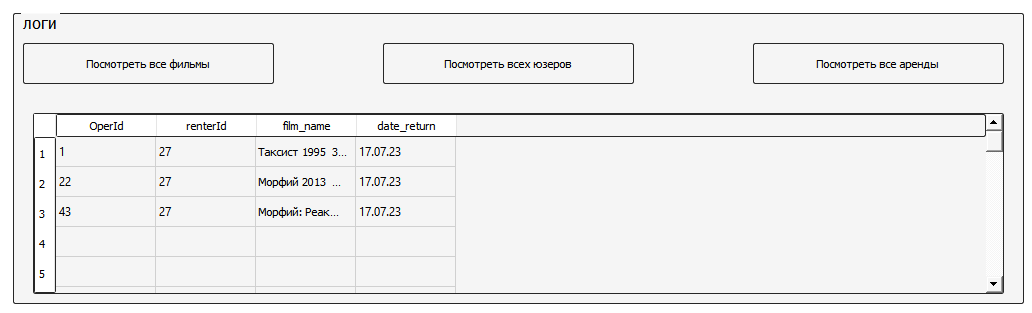 ЛОГИ
Посмотреть все фильмы Посмотреть всех юзеров Посмотреть все аренды
OperId renterId film_name date_return
1 1 27 Таксист 1995 3... 17.07.23
2 22 27 Морфий 2013 ... 17.07.23
3 43 27 Морфий: Реак... 17.07.23
4
5